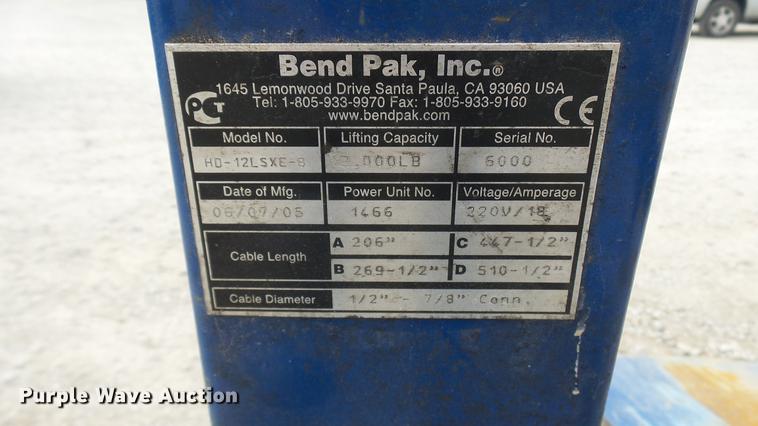 Bend Pak, Inc.®
1645 Lemonwood Drive Santa Paula, CA 93060 USA
Tel: 1-805-933-9970 Fax: 1-805-933-9160
www.bendpak.com
PCT
CE
Model No. Lifting Capacity Serial No.
HD-12LSXE-B 6000
Date of Mfg. Power Unit No. Voltage/Amperage
06/07/05 1466 220V/18
Cable Length
A 206" C 447-1/2"
B 269-1/2" D 510-1/2"
Cable Diameter 1/2" - 7/8" Conn.
Purple Wave Auction